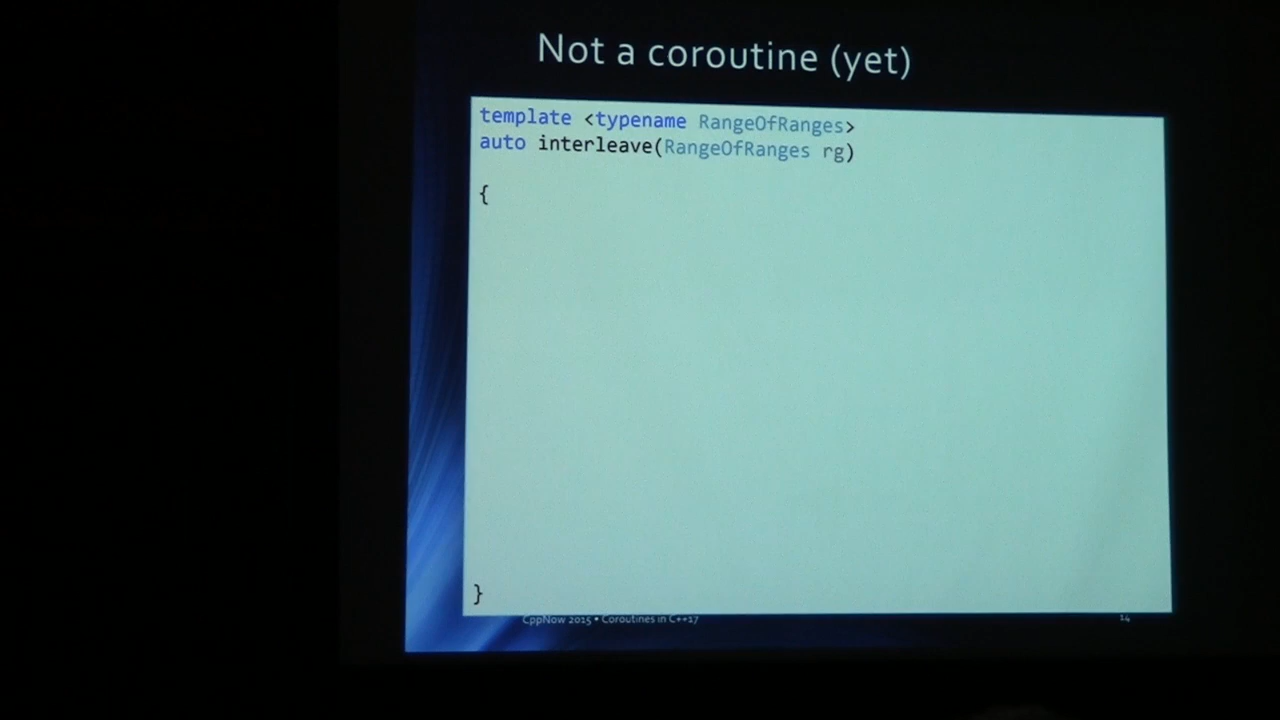 Not a coroutine (yet)
template <typename RangeOfRanges>
auto interleave(RangeOfRanges rg)
{
}
CppNow 2015 • Coroutines in C++17
14